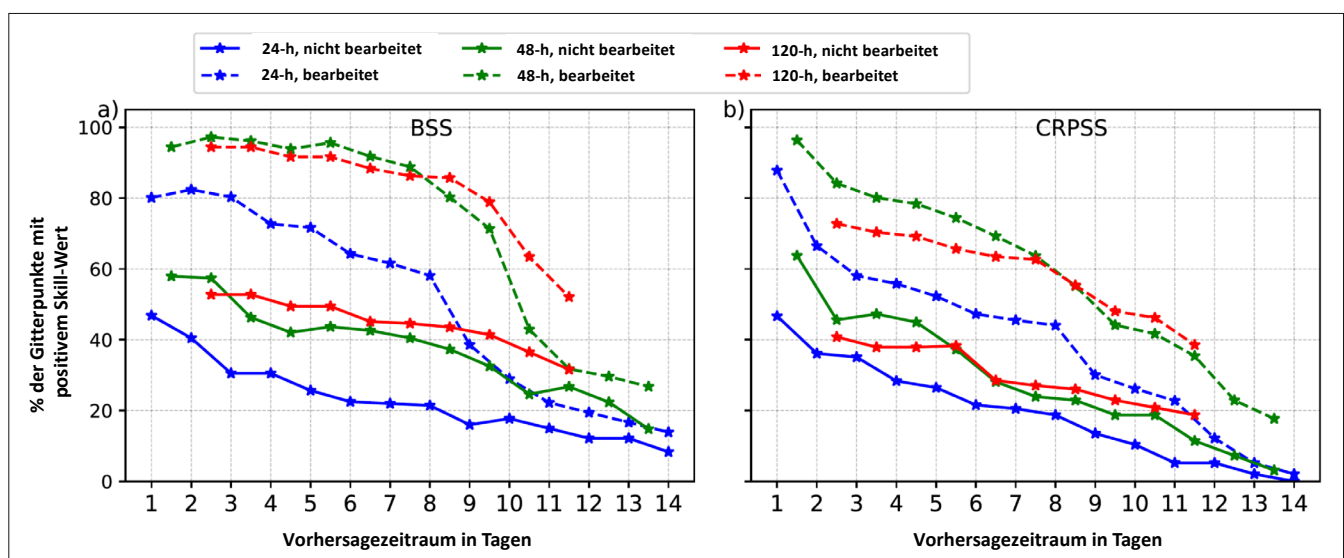 24-h, nicht bearbeitet 48-h, nicht bearbeitet 120-h, nicht bearbeitet
24-h, bearbeitet 48-h, bearbeitet 120-h, bearbeitet
a) BSS
b) CRPSS
% der Gitterpunkte mit
positivem Skill-Wert
100
80
60
40
20
0
1 2 3 4 5 6 7 8 9 10 11 12 13 14
1 2 3 4 5 6 7 8 9 10 11 12 13 14
Vorhersagezeitraum in Tagen
Vorhersagezeitraum in Tagen